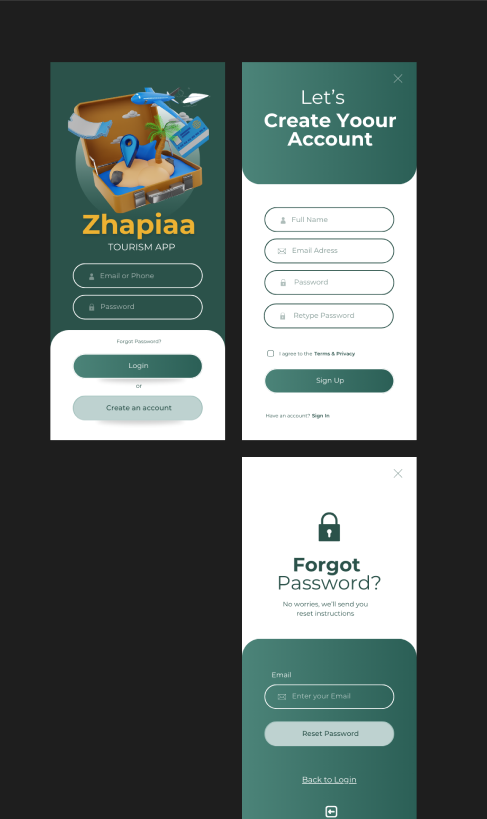 Zhapiaa
TOURISM APP
Email or Phone
Password
Forgot Password?
Login
or
Create an account
Let's
Create Yoour
Account
Full Name
Email Adress
Password
Retype Password
I agree to the Terms & Privacy
Sign Up
Have an account? Sign In
Forgot
Password?
No worries, we'll send you
reset instructions
Email
Enter your Email
Reset Password
Back to Login